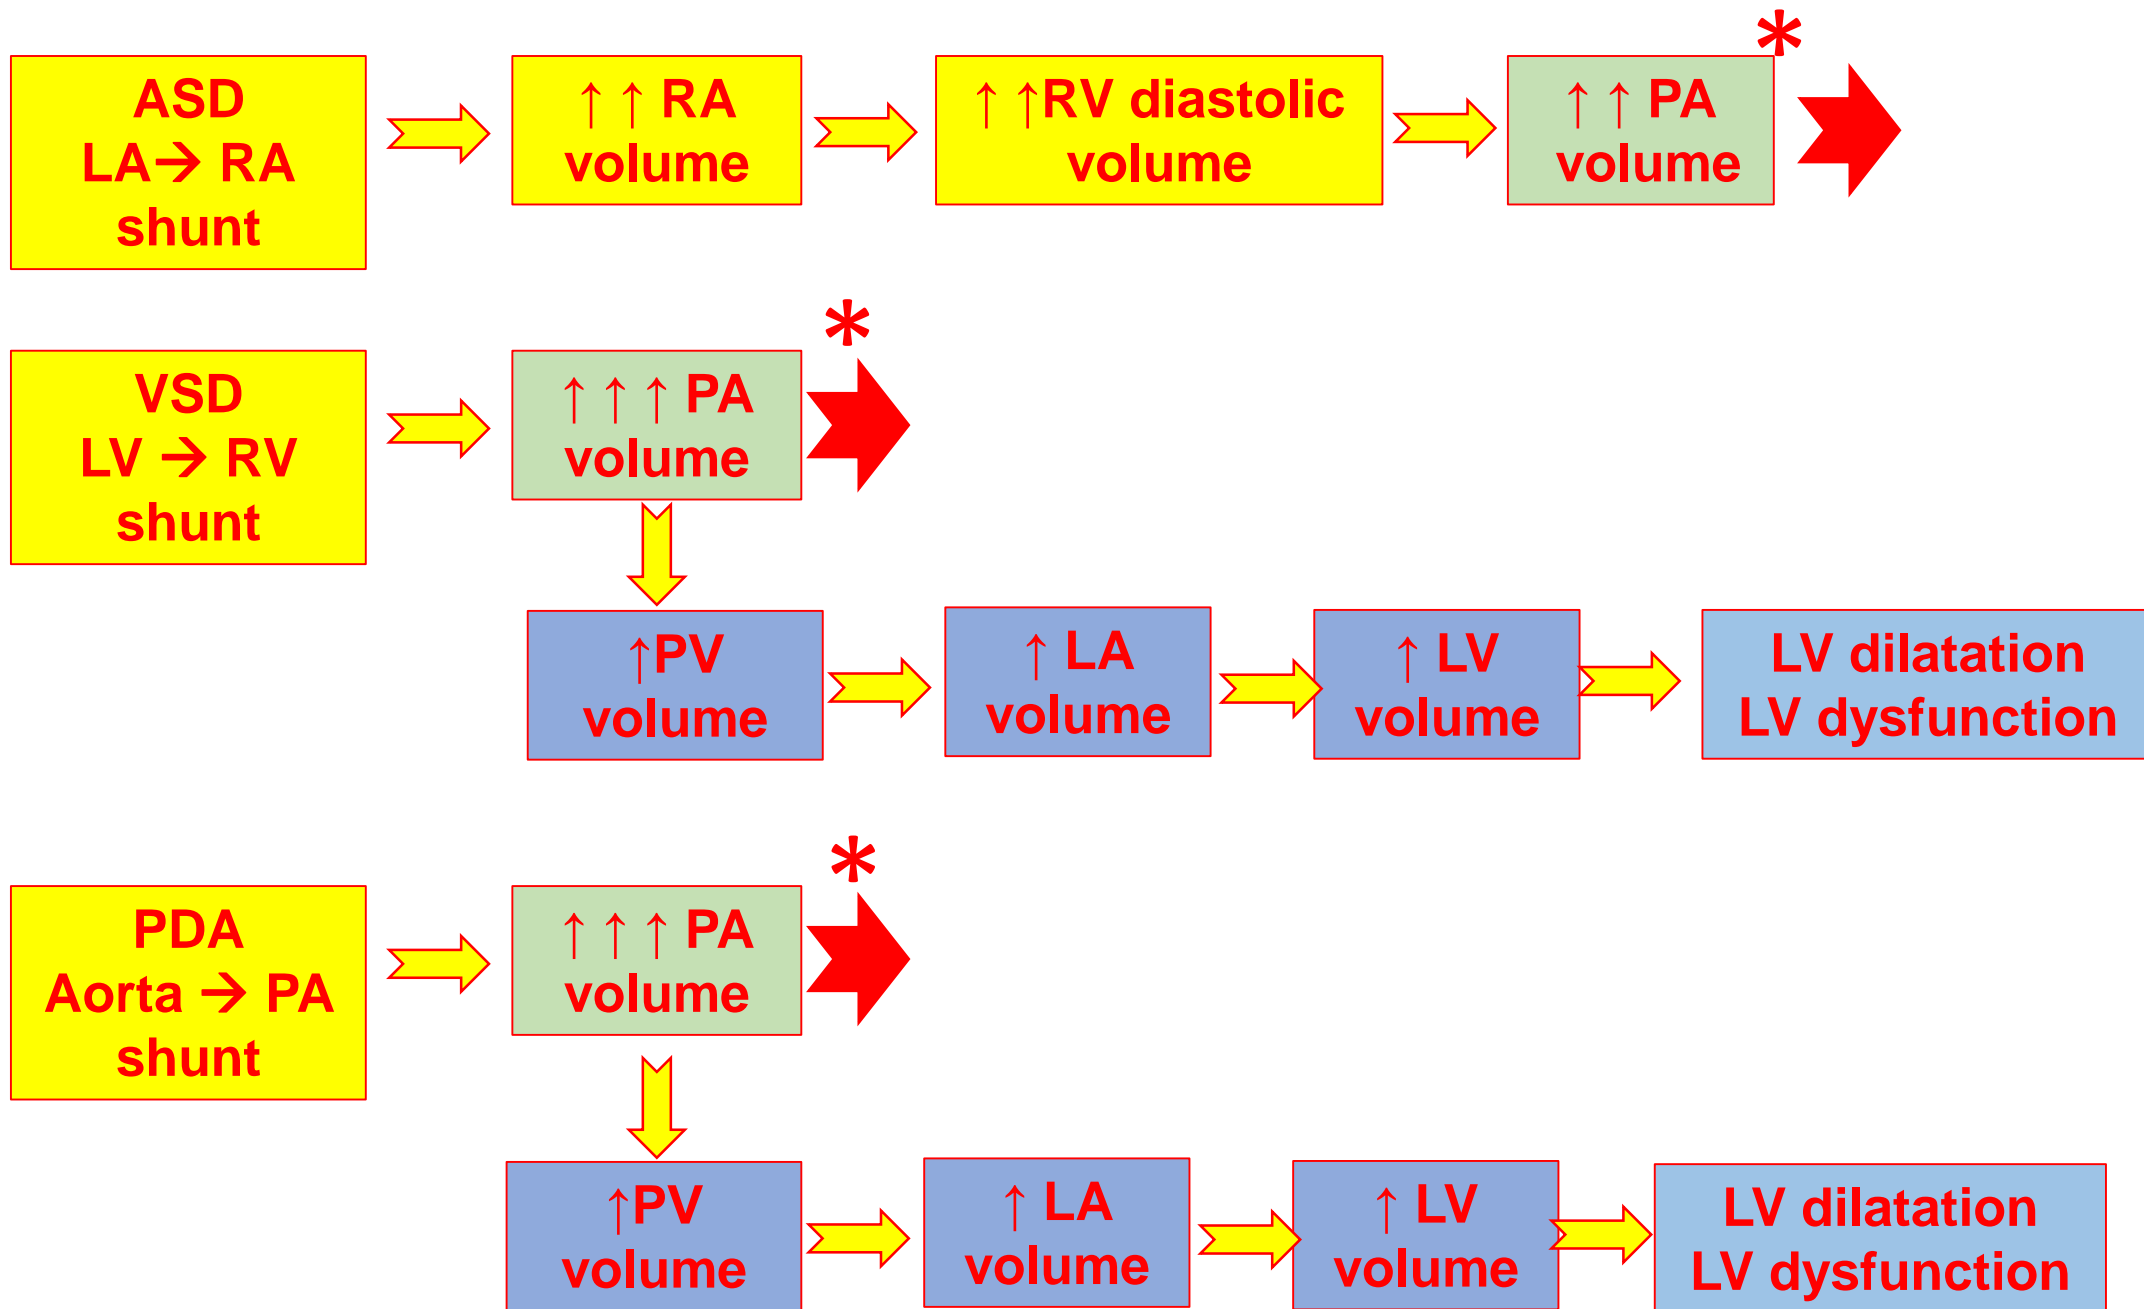 ASD
LA→ RA
shunt
↑ ↑ RA
volume
↑ ↑RV diastolic
volume
↑ ↑ PA
volume
*
VSD
LV → RV
shunt
↑ ↑ ↑ PA
volume
*
↑PV
volume
↑ LA
volume
↑ LV
volume
LV dilatation
LV dysfunction
PDA
Aorta → PA
shunt
↑ ↑ ↑ PA
volume
*
↑PV
volume
↑ LA
volume
↑ LV
volume
LV dilatation
LV dysfunction